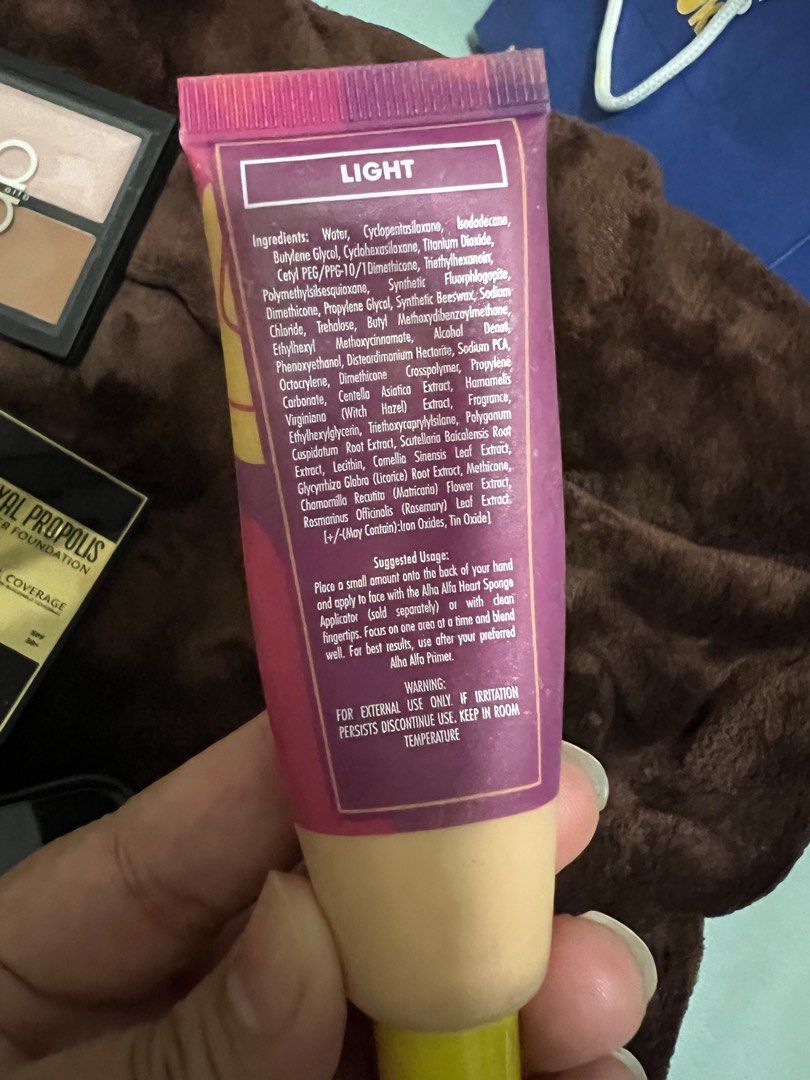 LIGHT
Ingredients: Water, Cyclopentasiloxane, Isododecane,
Butylene Glycol, Cyclohexasiloxane, Titanium Dioxide,
Cetyl PEG/PPG-10/1 Dimethicone, Triethylhexanoin,
Polymethylsilsesquioxane, Synthetic Fluorphlogopite,
Dimethicone, Propylene Glycol, Synthetic Beeswax, Sodium
Chloride, Trehalose, Butyl Methoxydibenzoylmethane,
Ethylhexyl Methoxycinnamate, Alcohol Denat,
Phenoxyethanol, Disteardimonium Hectorite, Sodium PCA,
Octocrylene, Dimethicone Crosspolymer, Propylene
Carbonate, Centella Asiatica Extract, Hamamelis
Virginiana (Witch Hazel) Extract, Fragrance,
Ethylhexylglycerin, Triethoxycaprylylsilane, Polygonum
Cuspidatum Root Extract, Scutellaria Baicalensis Root
Extract, Lecithin, Camellia Sinensis Leaf Extract,
Glycyrrhiza Glabra (Licorice) Root Extract, Methicone,
Chamomilla Recutita (Matricaria) Flower Extract,
Rosmarinus Officinalis (Rosemary) Leaf Extract.
[+/-(May Contain):Iron Oxides, Tin Oxide]
Suggested Usage:
Place a small amount onto the back of your hand
and apply to face with the Alha Alfa Heart Sponge
Applicator (sold separately) or with clean
fingertips. Focus on one area at a time and blend
well. For best results, use after your preferred
Alha Alfa Primer.
WARNING:
FOR EXTERNAL USE ONLY. IF IRRITATION
PERSISTS DISCONTINUE USE. KEEP IN ROOM
TEMPERATURE
PROPOLIS
FOUNDATION
COVERAGE